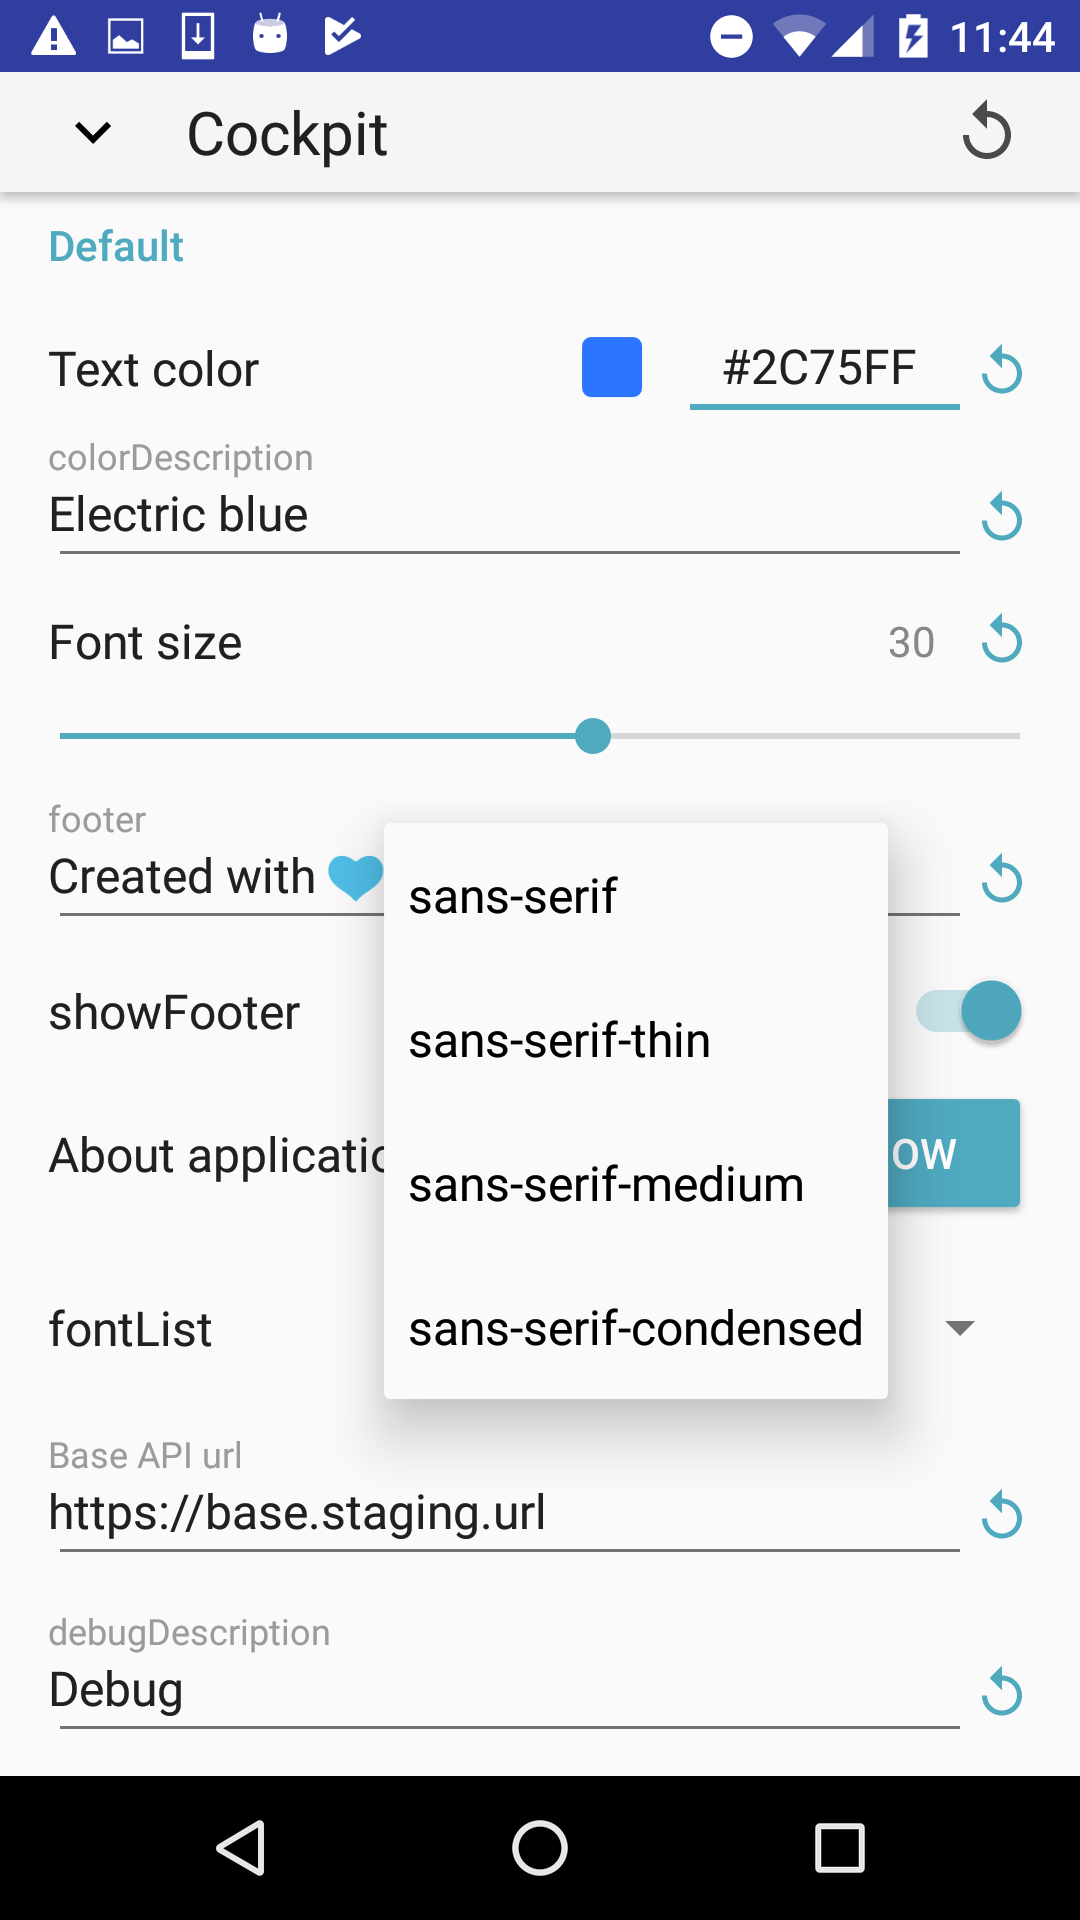 11:44
Cockpit
Default
Text color
#2C75FF
colorDescription
Electric blue
Font size
30
footer
Created with
sans-serif
showFooter
sans-serif-thin
About applicatio
OW
sans-serif-medium
fontList
sans-serif-condensed
Base API url
https://base.staging.url
debugDescription
Debug